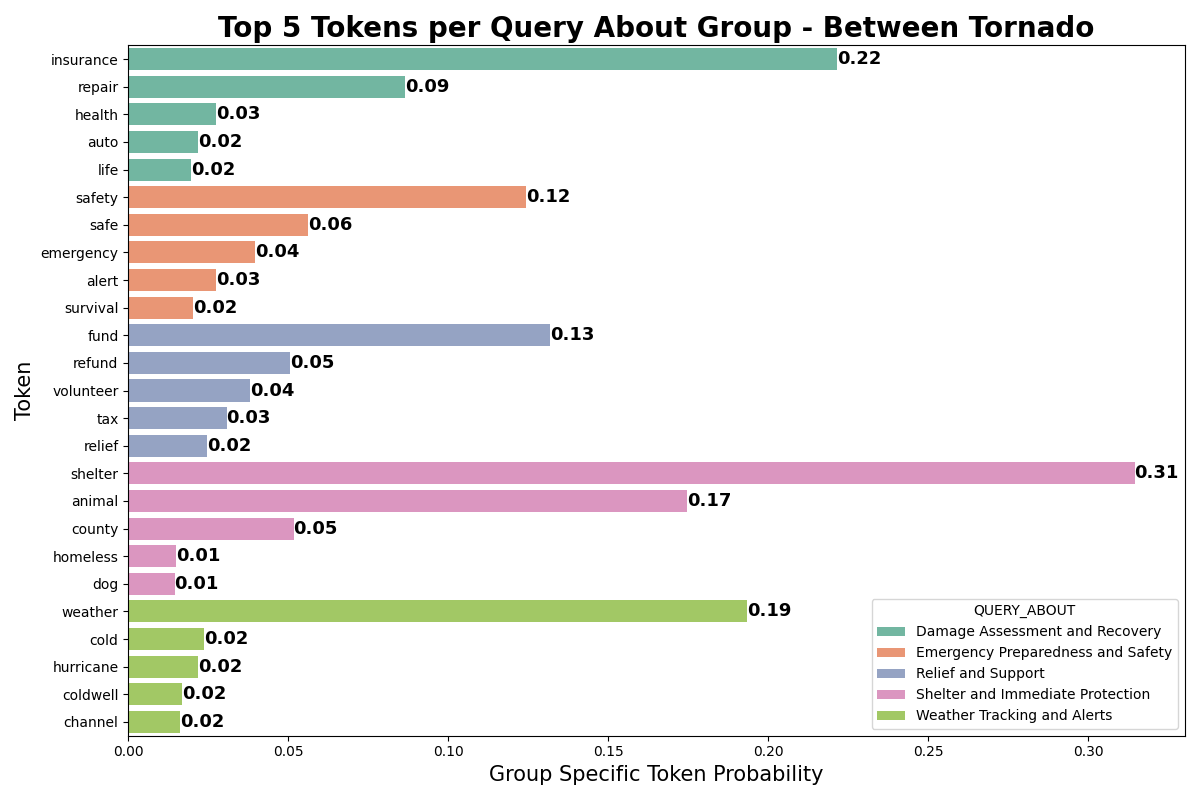 Top 5 Tokens per Query About Group - Between Tornado
insurance 0.22
repair 0.09
health 0.03
auto 0.02
life 0.02
safety 0.12
safe 0.06
emergency 0.04
alert 0.03
survival 0.02
fund 0.13
refund 0.05
volunteer 0.04
tax 0.03
relief 0.02
shelter 0.31
animal 0.17
county 0.05
homeless 0.01
dog 0.01
weather 0.19
cold 0.02
hurricane 0.02
coldwell 0.02
channel 0.02
Token
QUERY_ABOUT
Damage Assessment and Recovery
Emergency Preparedness and Safety
Relief and Support
Shelter and Immediate Protection
Weather Tracking and Alerts
0.00 0.05 0.10 0.15 0.20 0.25 0.30
Group Specific Token Probability